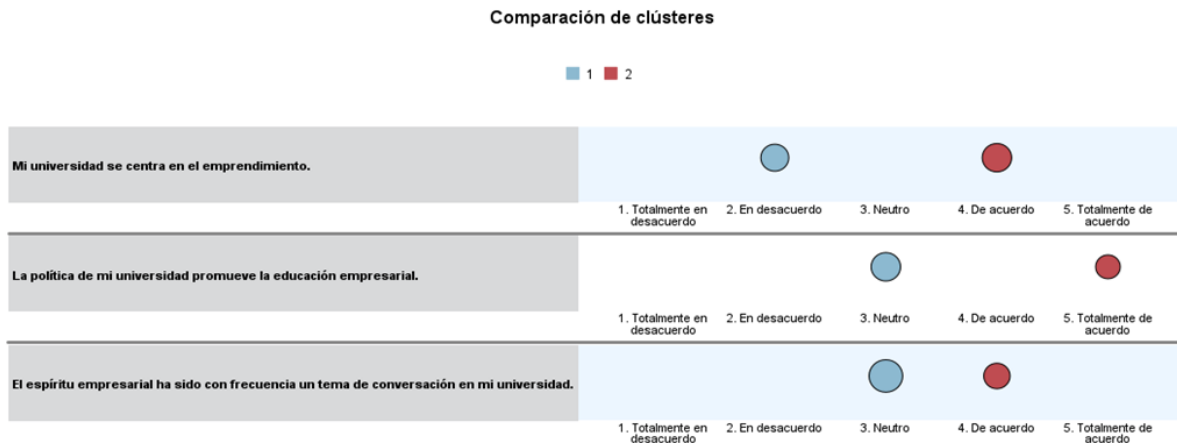 Comparación de clústeres
1 2
Mi universidad se centra en el emprendimiento.
1. Totalmente en desacuerdo 2. En desacuerdo 3. Neutro 4. De acuerdo 5. Totalmente de acuerdo
La política de mi universidad promueve la educación empresarial.
1. Totalmente en desacuerdo 2. En desacuerdo 3. Neutro 4. De acuerdo 5. Totalmente de acuerdo
El espíritu empresarial ha sido con frecuencia un tema de conversación en mi universidad.
1. Totalmente en desacuerdo 2. En desacuerdo 3. Neutro 4. De acuerdo 5. Totalmente de acuerdo